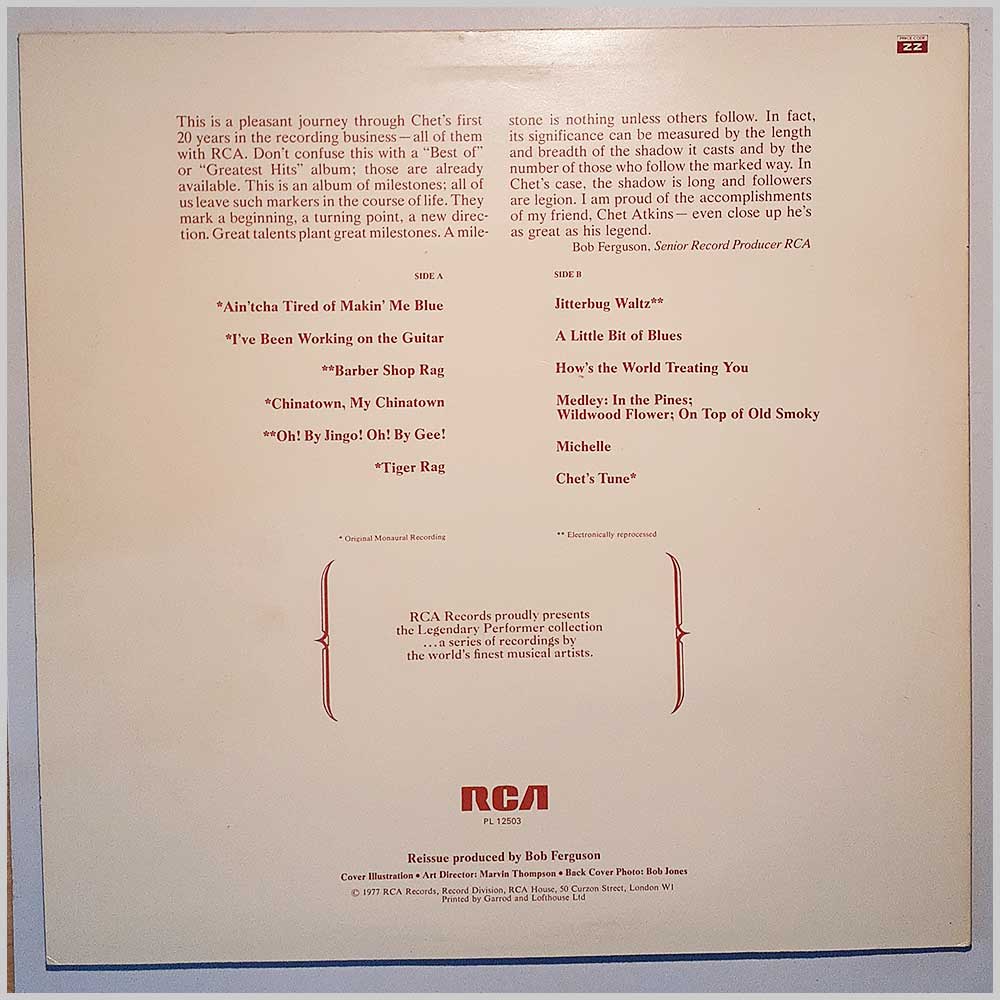 PRICE CODE
ZZ
This is a pleasant journey through Chet's first
20 years in the recording business—all of them
with RCA. Don't confuse this with a “Best of”
or “Greatest Hits” album; those are already
available. This is an album of milestones; all of
us leave such markers in the course of life. They
mark a beginning, a turning point, a new direc-
tion. Great talents plant great milestones. A mile-
stone is nothing unless others follow. In fact,
its significance can be measured by the length
and breadth of the shadow it casts and by the
number of those who follow the marked way. In
Chet's case, the shadow is long and followers
are legion. I am proud of the accomplishments
of my friend, Chet Atkins— even close up he's
as great as his legend.
Bob Ferguson, Senior Record Producer RCA
SIDE A
*Ain'tcha Tired of Makin' Me Blue
*I've Been Working on the Guitar
**Barber Shop Rag
*Chinatown, My Chinatown
**Oh! By Jingo! Oh! By Gee!
*Tiger Rag
* Original Monaural Recording
SIDE B
Jitterbug Waltz**
A Little Bit of Blues
How's the World Treating You
Medley: In the Pines;
Wildwood Flower; On Top of Old Smoky
Michelle
Chet's Tune*
** Electronically reprocessed
RCA Records proudly presents
the Legendary Performer collection
...a series of recordings by
the world's finest musical artists.
RCA
PL 12503
Reissue produced by Bob Ferguson
Cover Illustration • Art Director: Marvin Thompson • Back Cover Photo: Bob Jones
© 1977 RCA Records, Record Division, RCA House, 50 Curzon Street, London W1
Printed by Garrod and Lofthouse Ltd